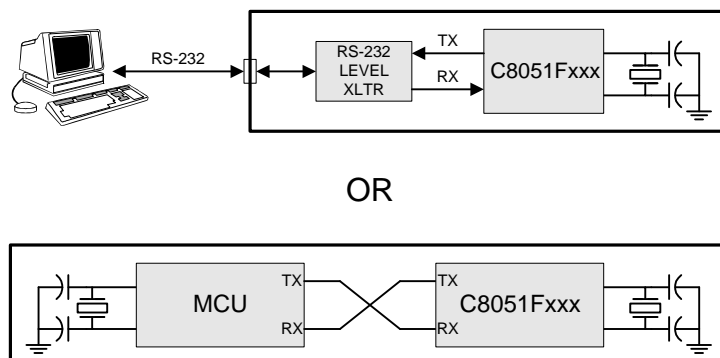 RS-232
RS-232
LEVEL
XLTR
TX
RX
C8051Fxxx
OR
MCU
TX
RX
TX
RX
C8051Fxxx